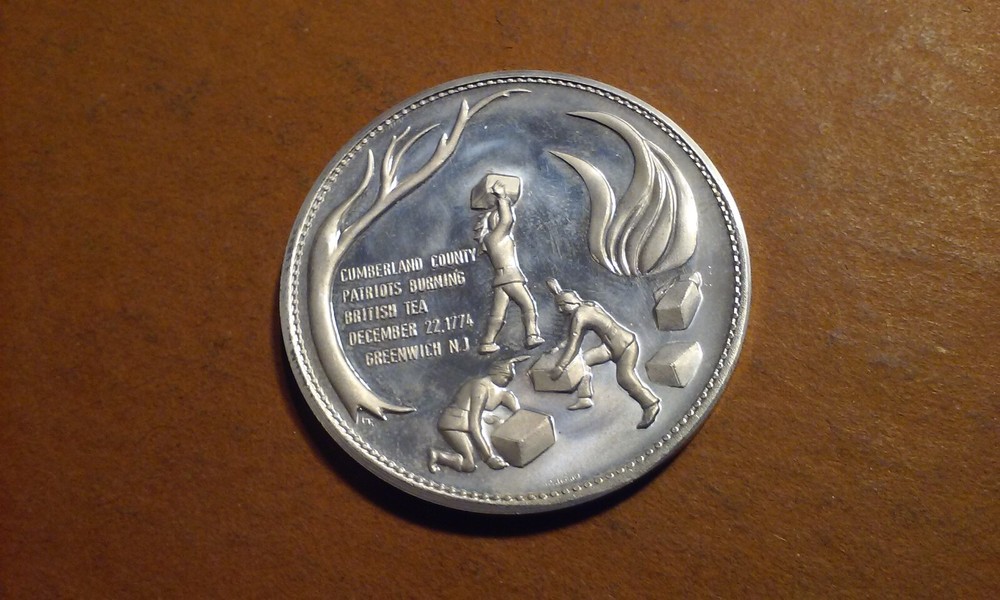 CUMBERLAND COUNTY
PATRIOTS BURNING
BRITISH TEA
DECEMBER 22,1774
GREENWICH N.J